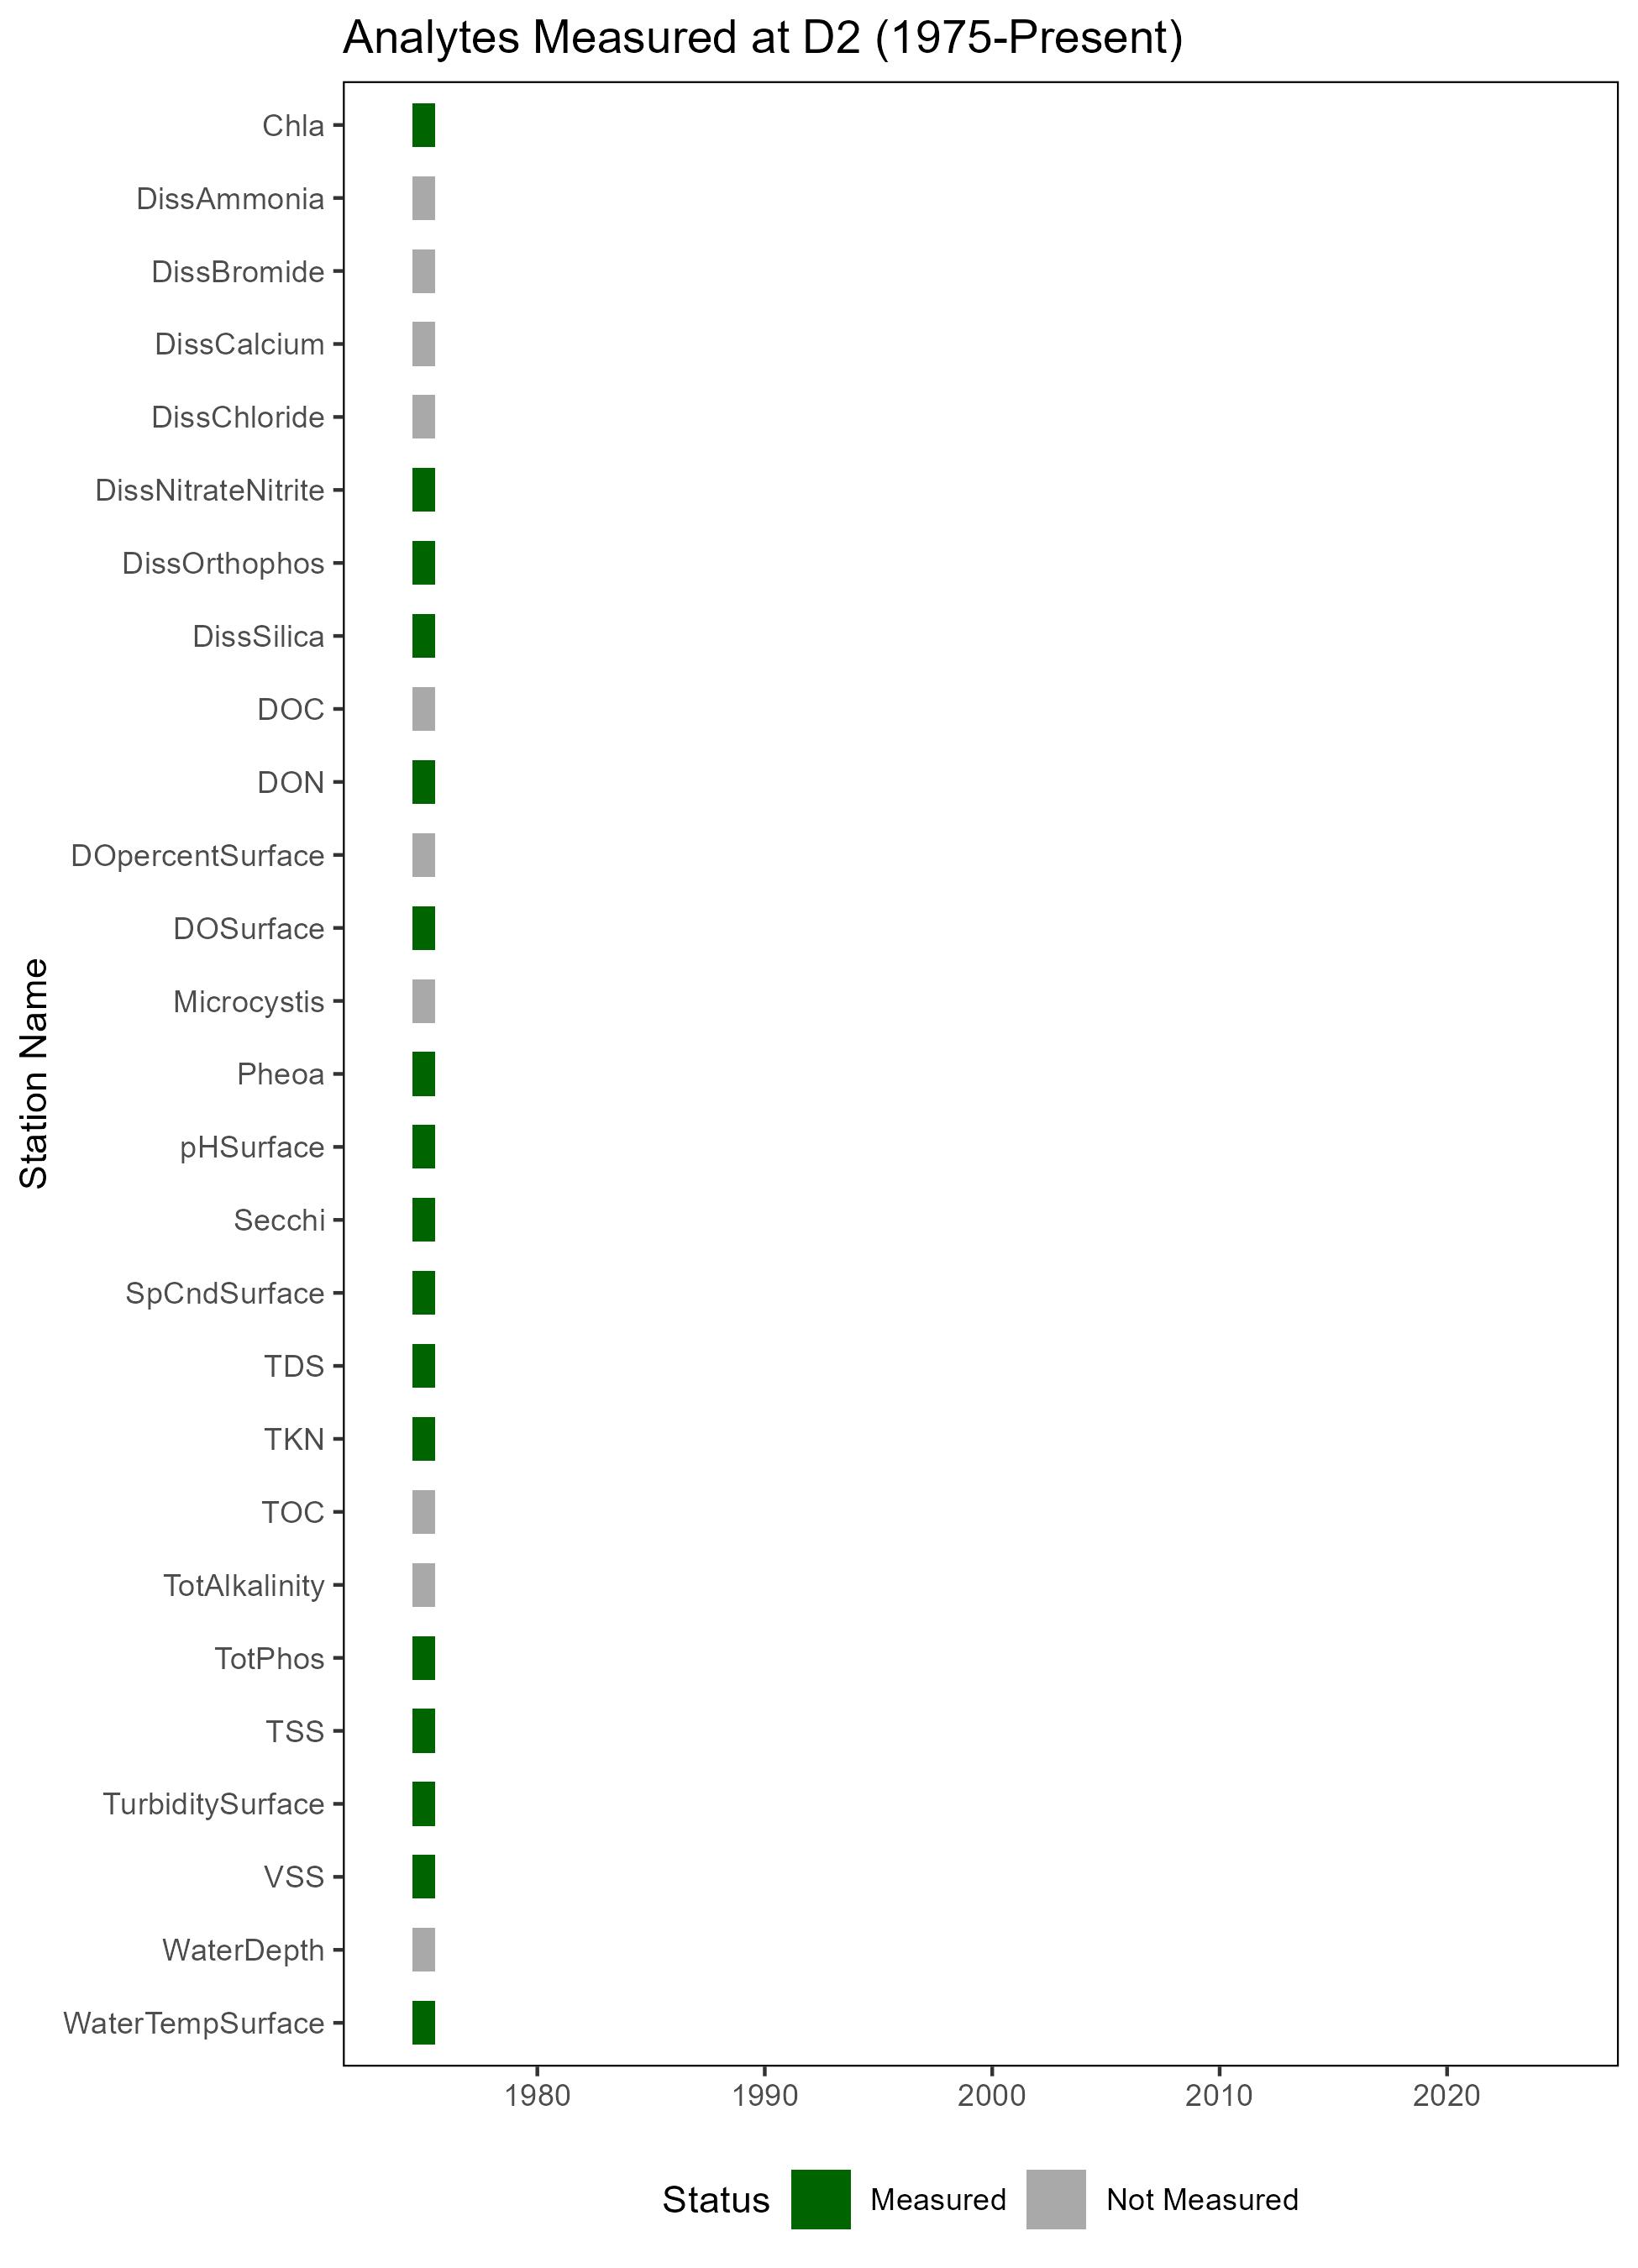 Analytes Measured at D2 (1975-Present)
Station Name
Chla
DissAmmonia
DissBromide
DissCalcium
DissChloride
DissNitrateNitrite
DissOrthophos
DissSilica
DOC
DON
DOpercentSurface
DOSurface
Microcystis
Pheoa
pHSurface
Secchi
SpCndSurface
TDS
TKN
TOC
TotAlkalinity
TotPhos
TSS
TurbiditySurface
VSS
WaterDepth
WaterTempSurface
1980 1990 2000 2010 2020
Status Measured Not Measured